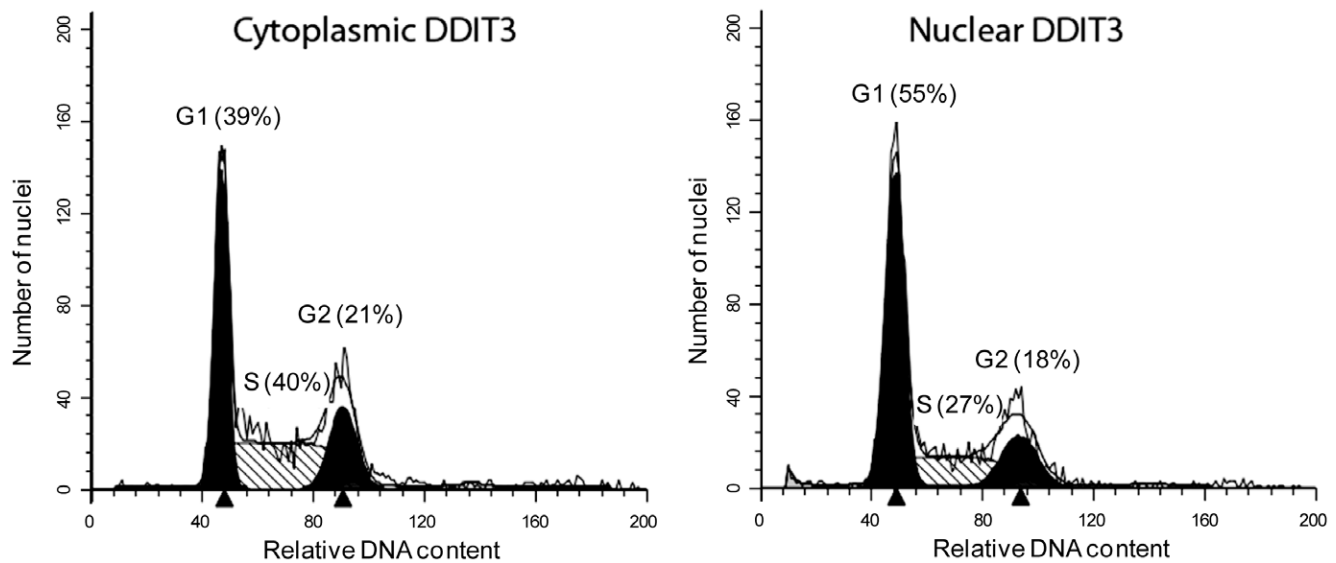 Cytoplasmic DDIT3
Number of nuclei
200
160
120
80
40
0
G1 (39%)
S (40%)
G2 (21%)
0
40
80
120
160
200
Relative DNA content
Nuclear DDIT3
Number of nuclei
200
160
120
80
40
0
G1 (55%)
S (27%)
G2 (18%)
0
40
80
120
160
200
Relative DNA content